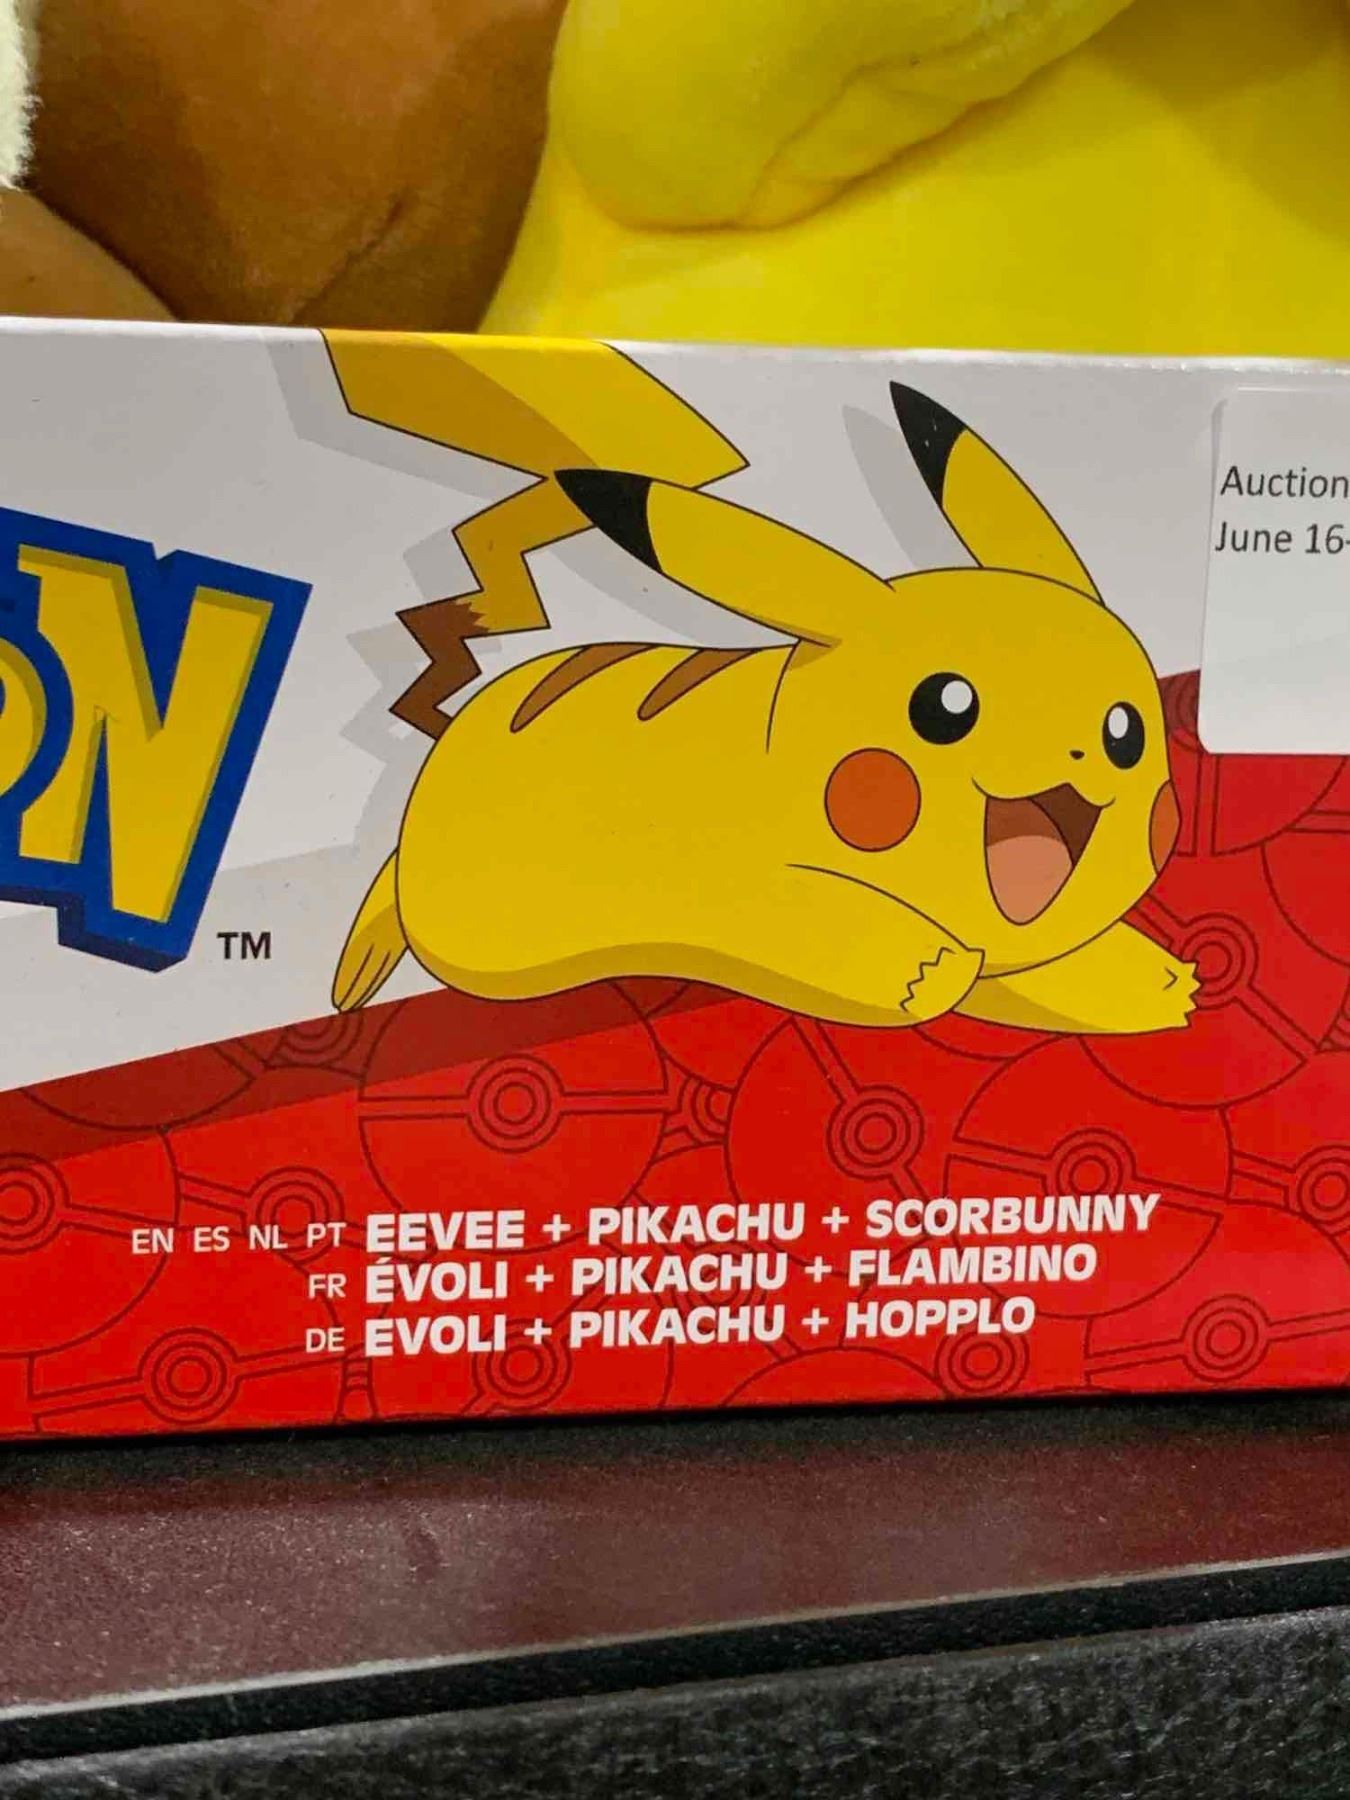 ON
TM
Auction
June 16-
EN ES NL PT EEVEE + PIKACHU + SCORBUNNY
FR ÉVOLI + PIKACHU + FLAMBINO
DE EVOLI + PIKACHU + HOPPLO